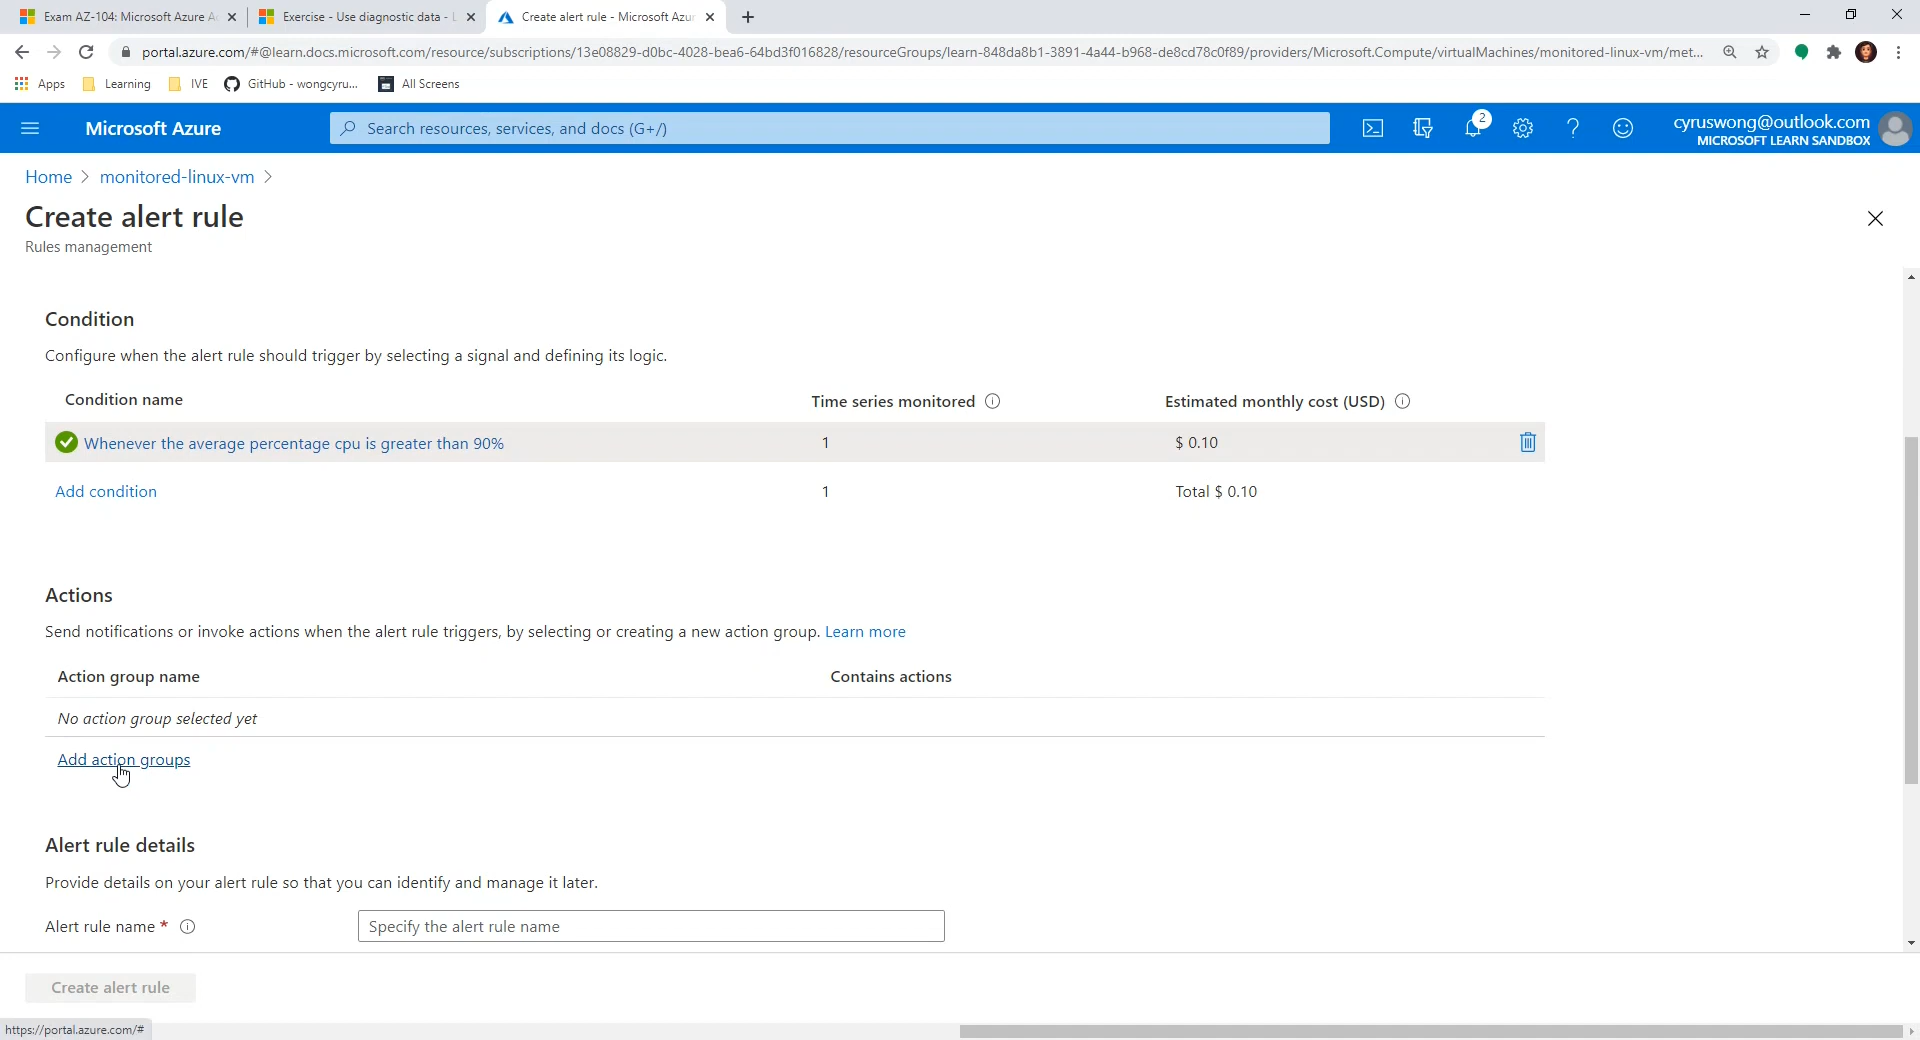 Exam AZ-104: Microsoft Azure A
Exercise - Use diagnostic data - L
Create alert rule - Microsoft Azur
portal.azure.com/#@learn.docs.microsoft.com/resource/subscriptions/13e08829-d0bc-4028-bea6-64bd3f016828/resourceGroups/learn-848da8b1-3891-4a44-b968-de8cd78c0f89/providers/Microsoft.Compute/virtualMachines/monitored-linux-vm/met...
Apps Learning IVE GitHub - wongcyru... All Screens
Microsoft Azure
Search resources, services, and docs (G+/)
2
cyruswong@outlook.com
MICROSOFT LEARN SANDBOX
Home > monitored-linux-vm >
Create alert rule
Rules management
Condition
Configure when the alert rule should trigger by selecting a signal and defining its logic.
Condition name Time series monitored Estimated monthly cost (USD)
Whenever the average percentage cpu is greater than 90% 1 $ 0.10
Add condition 1 Total $ 0.10
Actions
Send notifications or invoke actions when the alert rule triggers, by selecting or creating a new action group. Learn more
Action group name Contains actions
No action group selected yet
Add action groups
Alert rule details
Provide details on your alert rule so that you can identify and manage it later.
Alert rule name * Specify the alert rule name
Create alert rule
https://portal.azure.com/#